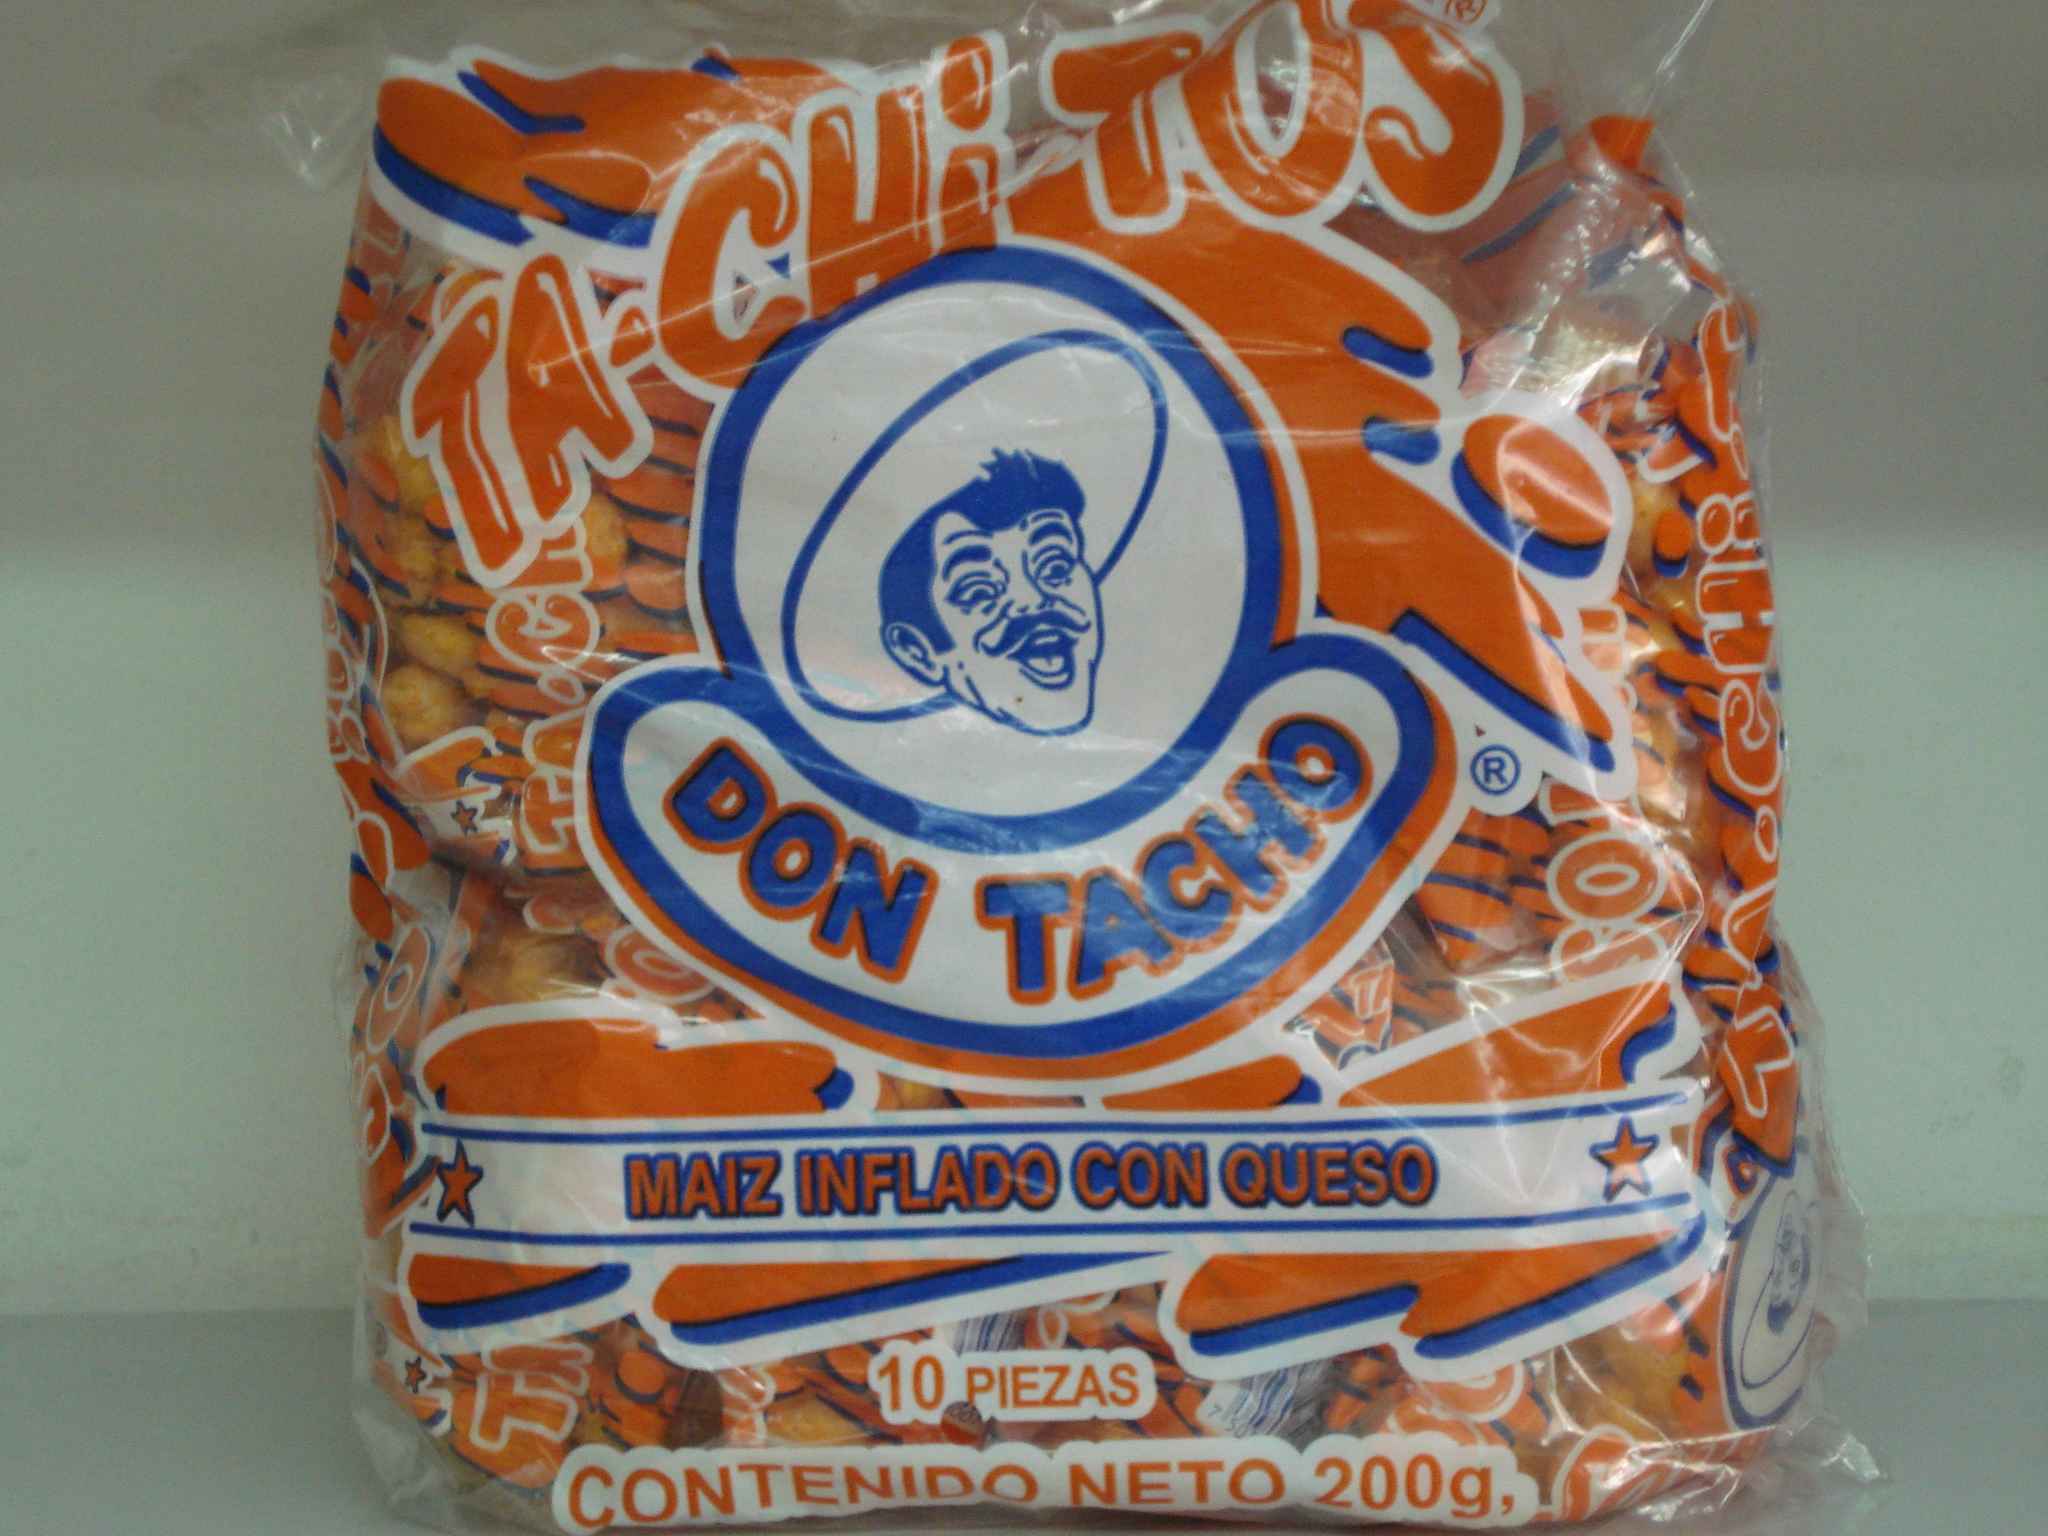 TA-CHi-TOS
®
DON TACHO
®
MAIZ INFLADO CON QUESO
10 PIEZAS
CONTENIDO NETO 200g,